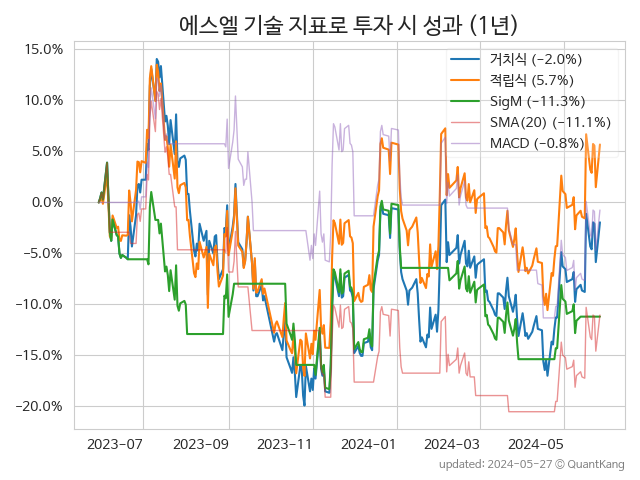 에스엘 기술 지표로 투자 시 성과 (1년)
15.0%
10.0%
5.0%
0.0%
−5.0%
−10.0%
−15.0%
−20.0%
거치식 (−2.0%)
적립식 (5.7%)
SigM (−11.3%)
SMA(20) (−11.1%)
MACD (−0.8%)
2023−07 2023−09 2023−11 2024−01 2024−03 2024−05
updated: 2024-05-27 © QuantKang